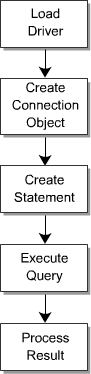 Load
Driver
Create
Connection
Object
Create
Statement
Execute
Query
Process
Result